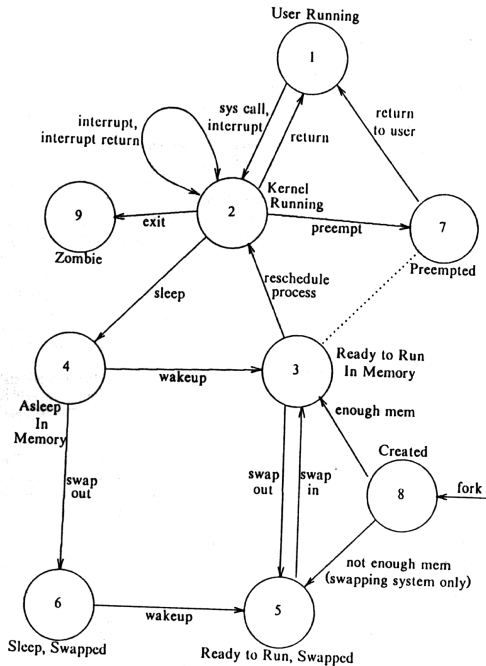 User Running
1
sys call,
interrupt
return
return
to user
interrupt,
interrupt return
Kernel
Running
2
9
exit
Zombie
preempt
7
Preempted
sleep
reschedule
process
4
Asleep
In
Memory
wakeup
3
Ready to Run
In Memory
enough mem
Created
8
fork
swap
out
swap
out
swap
in
not enough mem
(swapping system only)
6
Sleep, Swapped
wakeup
5
Ready to Run, Swapped